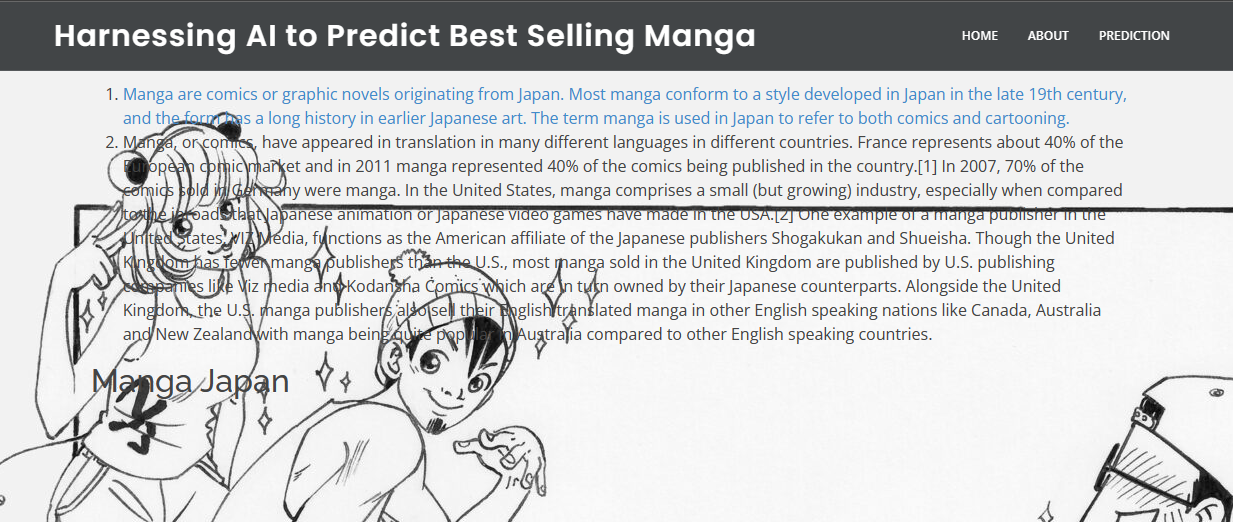 Harnessing AI to Predict Best Selling Manga
HOME ABOUT PREDICTION
1. Manga are comics or graphic novels originating from Japan. Most manga conform to a style developed in Japan in the late 19th century,
and the form has a long history in earlier Japanese art. The term manga is used in Japan to refer to both comics and cartooning.
2. Manga, or comics, have appeared in translation in many different languages in different countries. France represents about 40% of the
European comic market and in 2011 manga represented 40% of the comics being published in the country.[1] In 2007, 70% of the
comics sold in Germany were manga. In the United States, manga comprises a small (but growing) industry, especially when compared
to the inroads that Japanese animation or Japanese video games have made in the USA.[2] One example of a manga publisher in the
United States, VIZ Media, functions as the American affiliate of the Japanese publishers Shogakukan and Shueisha. Though the United
Kingdom has fewer manga publishers than the U.S., most manga sold in the United Kingdom are published by U.S. publishing
companies like Viz media and Kodansha Comics which are in turn owned by their Japanese counterparts. Alongside the United
Kingdom, the U.S. manga publishers also sell their English translated manga in other English speaking nations like Canada, Australia
and New Zealand with manga being quite popular in Australia compared to other English speaking countries.
Manga Japan